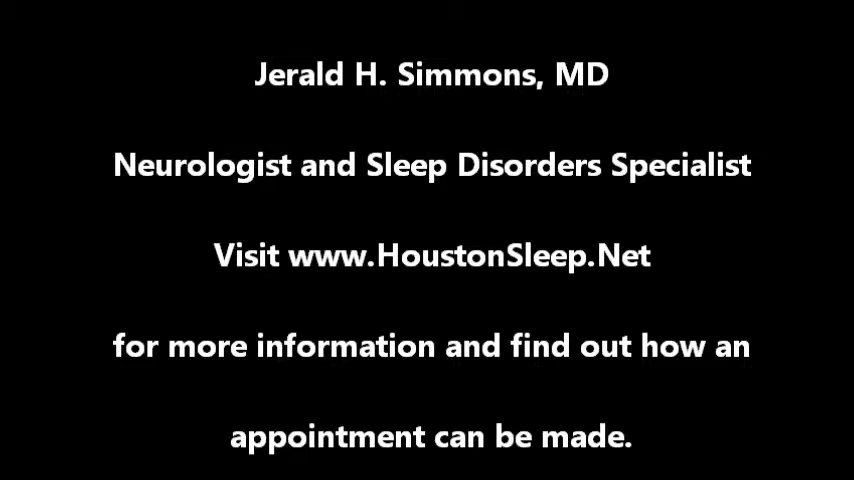 Jerald H. Simmons, MD
Neurologist and Sleep Disorders Specialist
Visit www.HoustonSleep.Net
for more information and find out how an
appointment can be made.